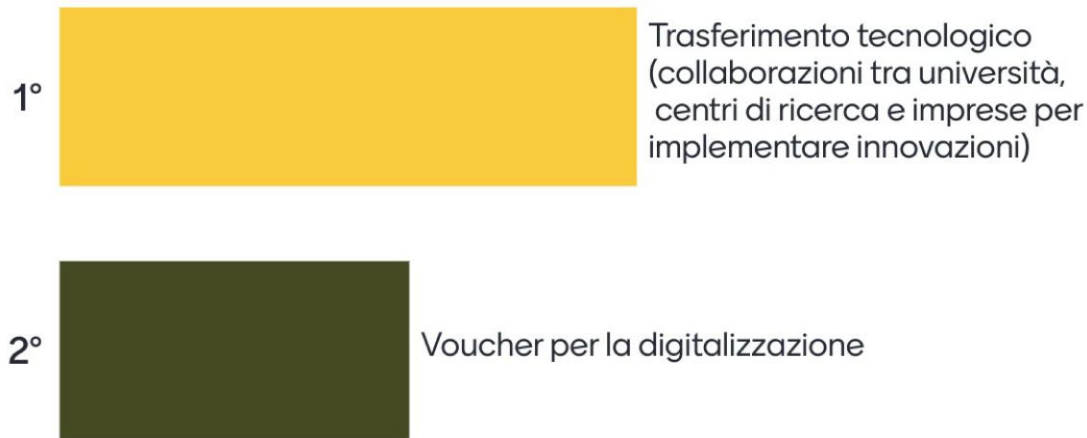 1°
Trasferimento tecnologico
(collaborazioni tra università,
centri di ricerca e imprese per
implementare innovazioni)
2°
Voucher per la digitalizzazione